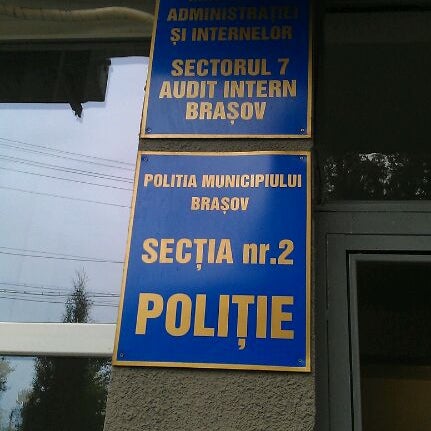 ADMINISTRAȚIEI
ȘI INTERNELOR
SECTORUL 7
AUDIT INTERN
BRAȘOV
POLITIA MUNICIPIULUI
BRAȘOV
SECȚIA nr.2
POLIȚIE